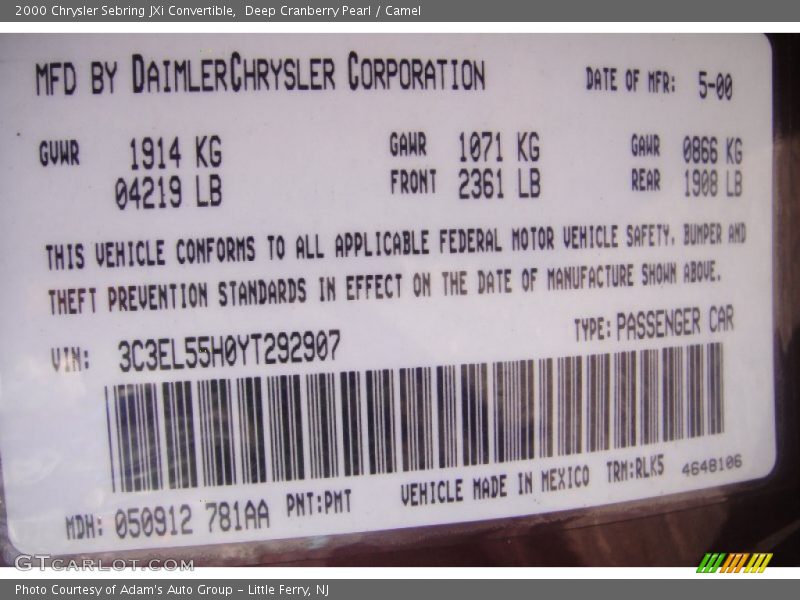 2000 Chrysler Sebring JXi Convertible,  Deep Cranberry Pearl / Camel
MFD BY DAIMLERCHRYSLER CORPORATION DATE OF MFR: 5-00
GVWR 1914 KG GAWR 1071 KG GAWR 0866 KG
04219 LB FRONT 2361 LB REAR 1908 LB
THIS VEHICLE CONFORMS TO ALL APPLICABLE FEDERAL MOTOR VEHICLE SAFETY, BUMPER AND
THEFT PREVENTION STANDARDS IN EFFECT ON THE DATE OF MANUFACTURE SHOWN ABOVE.
VIN: 3C3EL55H0YT292907 TYPE: PASSENGER CAR
MDH: 050912 781AA PNT:PMT VEHICLE MADE IN MEXICO TRM:RLK5 4648106
GTCARLOT.COM
Photo Courtesy of Adam's Auto Group – Little Ferry, NJ